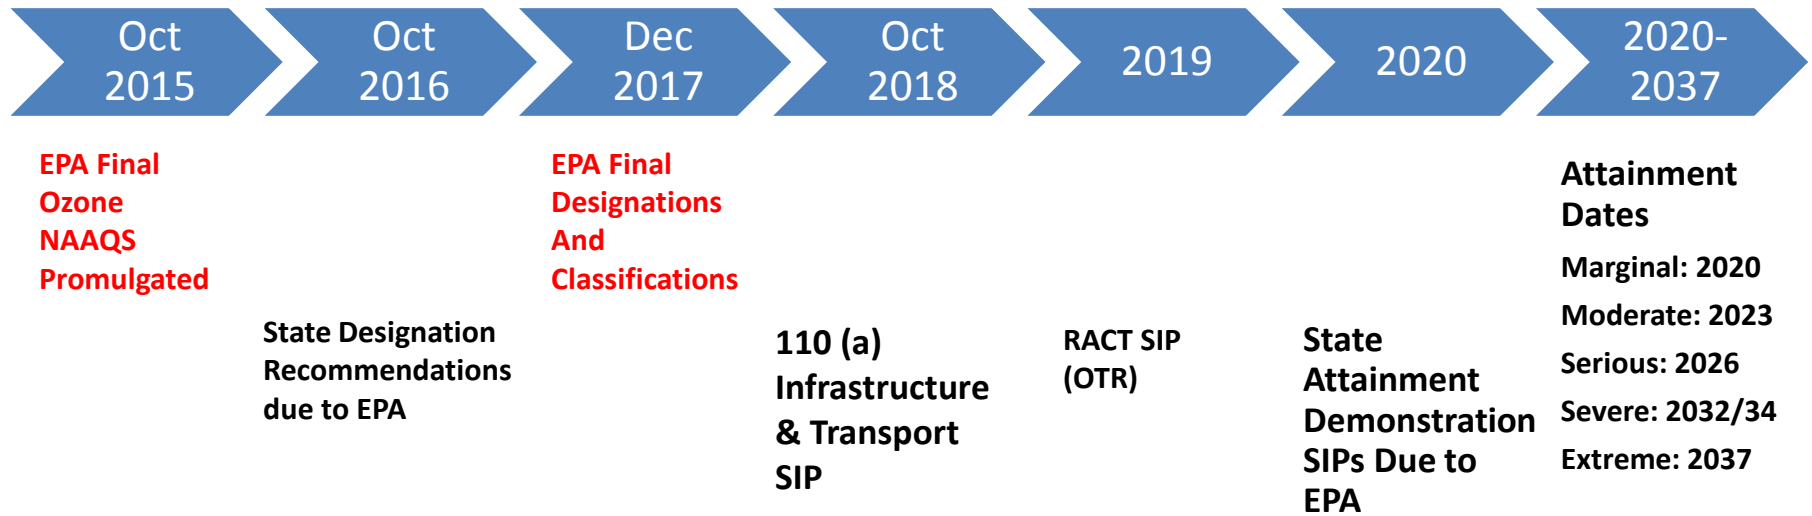 Oct
2015
Oct
2016
Dec
2017
Oct
2018
2019
2020
2020-
2037
EPA Final
Ozone
NAAQS
Promulgated
State Designation
Recommendations
due to EPA
EPA Final
Designations
And
Classifications
110 (a)
Infrastructure
& Transport
SIP
RACT SIP
(OTR)
State
Attainment
Demonstration
SIPs Due to
EPA
Attainment
Dates
Marginal: 2020
Moderate: 2023
Serious: 2026
Severe: 2032/34
Extreme: 2037